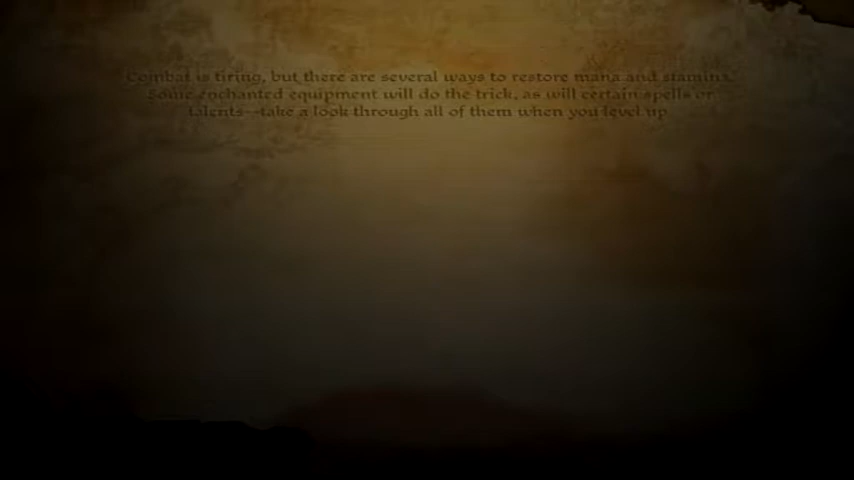 Combat is tiring, but there are several ways to restore mana and stamina.
Some enchanted equipment will do the trick, as will certain spells or
talents--take a look through all of them when you level up